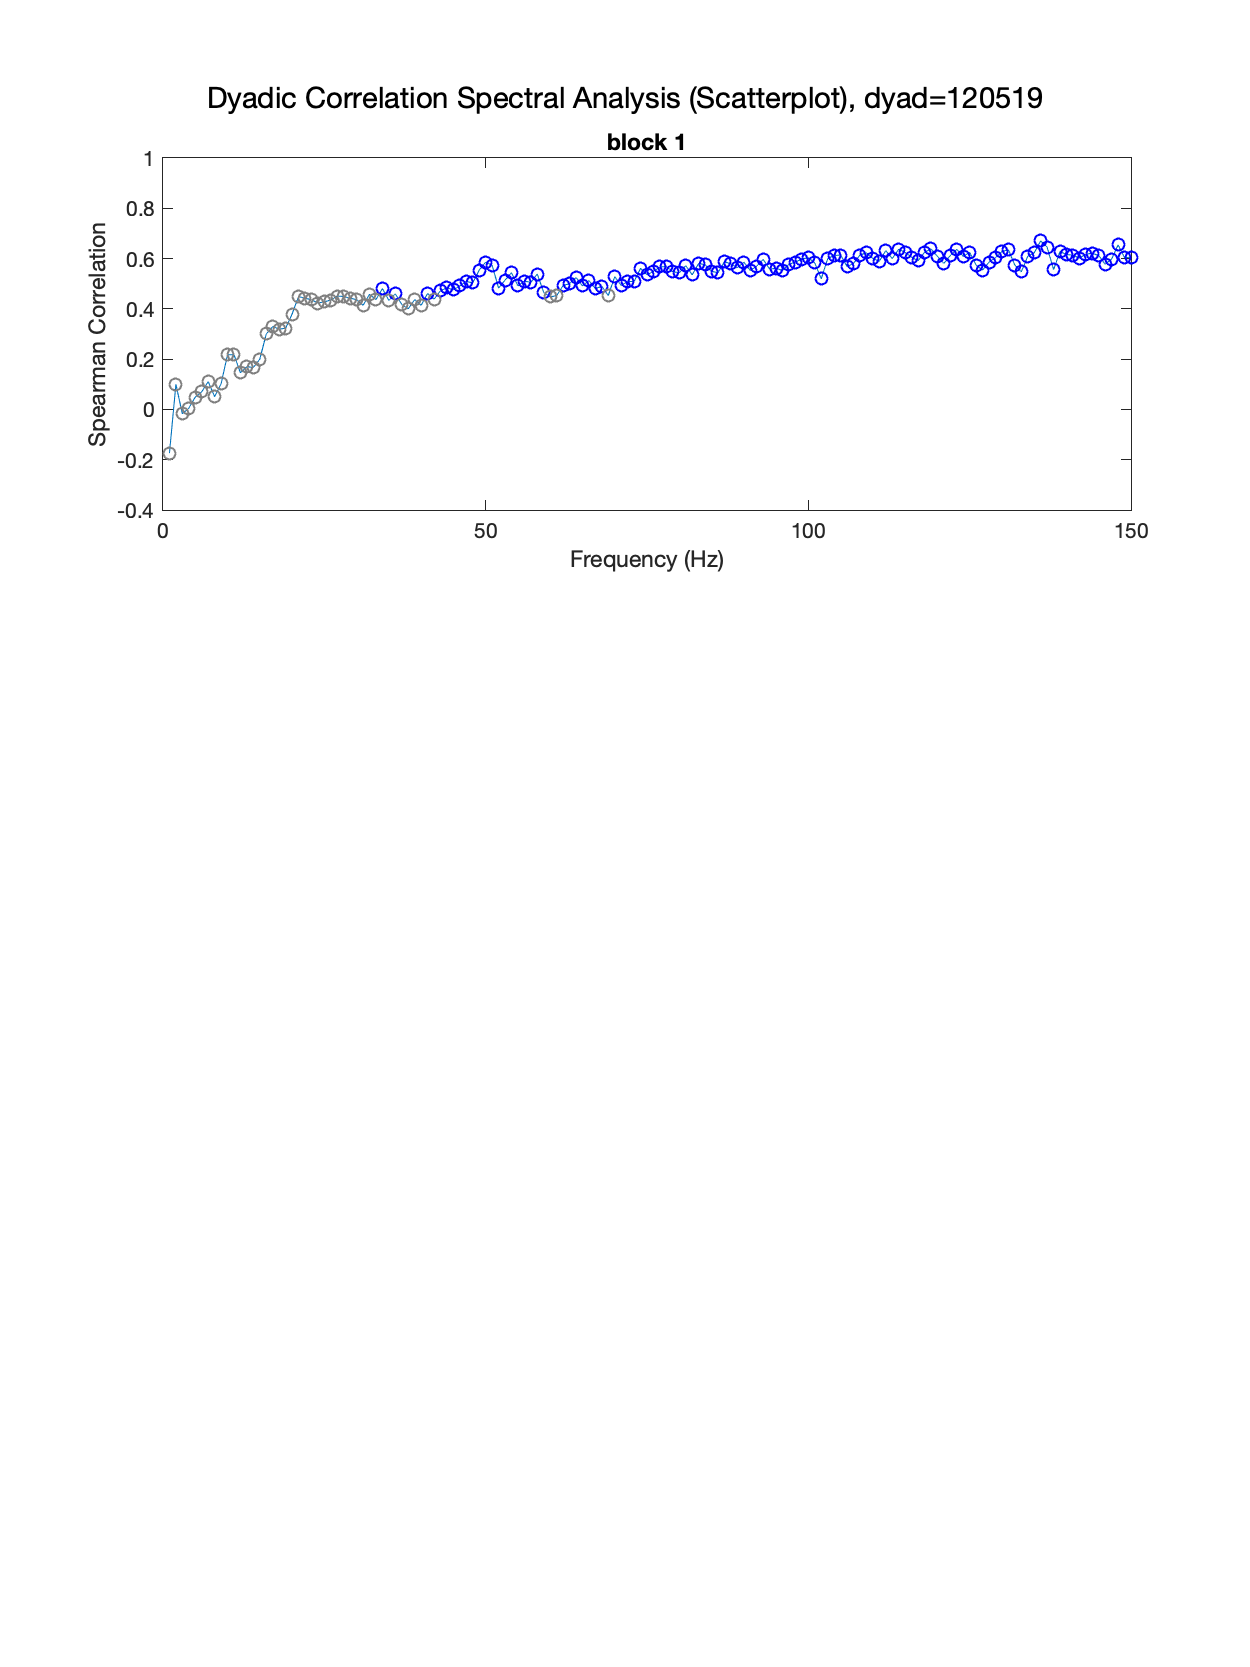 Dyadic Correlation Spectral Analysis (Scatterplot), dyad=120519
block 1
1
0.8
0.6
0.4
0.2
0
-0.2
-0.4
Spearman Correlation
0 50 100 150
Frequency (Hz)